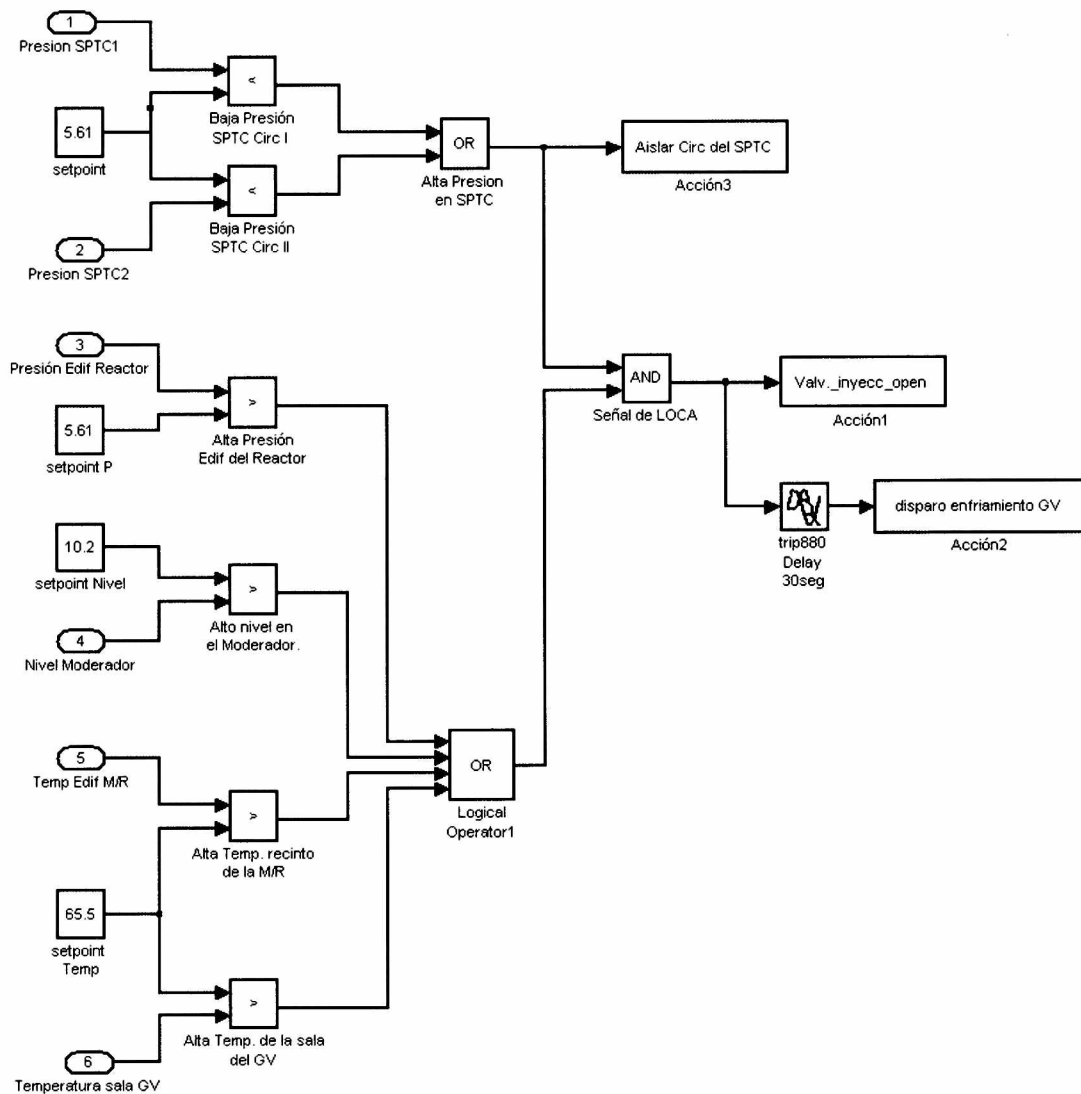 1
Presion SPTC1
<
Baja Presión
SPTC Circ I
5.61
setpoint
OR
Alta Presion
en SPTC
Aislar Circ del SPTC
Acción3
<
Baja Presión
SPTC Circ II
2
Presion SPTC2
3
Presión Edif Reactor
>
Alta Presión
Edif del Reactor
5.61
setpoint P
AND
Señal de LOCA
Valv._inyecc_open
Acción1
trip880
Delay
30seg
disparo enfriamiento GV
Acción2
10.2
setpoint Nivel
>
Alto nivel en
el Moderador.
4
Nivel Moderador
5
Temp Edif M/R
>
Alta Temp. recinto
de la M/R
OR
Logical
Operator1
65.5
setpoint
Temp
>
Alta Temp. de la sala
del GV
6
Temperatura sala GV